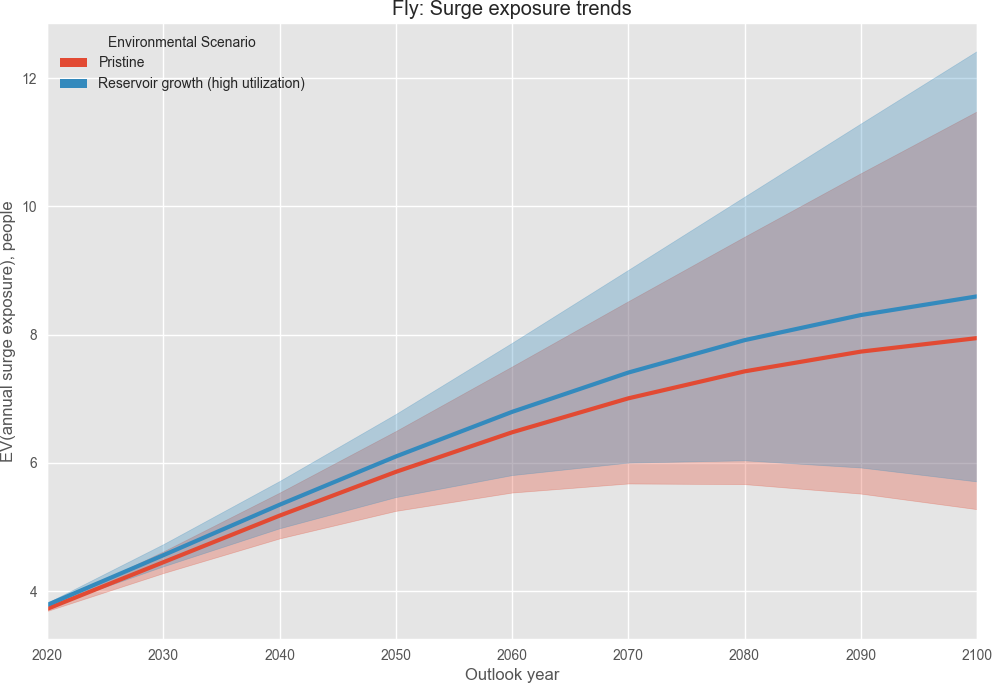 Fly: Surge exposure trends
Environmental Scenario
Pristine
Reservoir growth (high utilization)
EV(annual surge exposure), people
12
10
8
6
4
2020 2030 2040 2050 2060 2070 2080 2090 2100
Outlook year